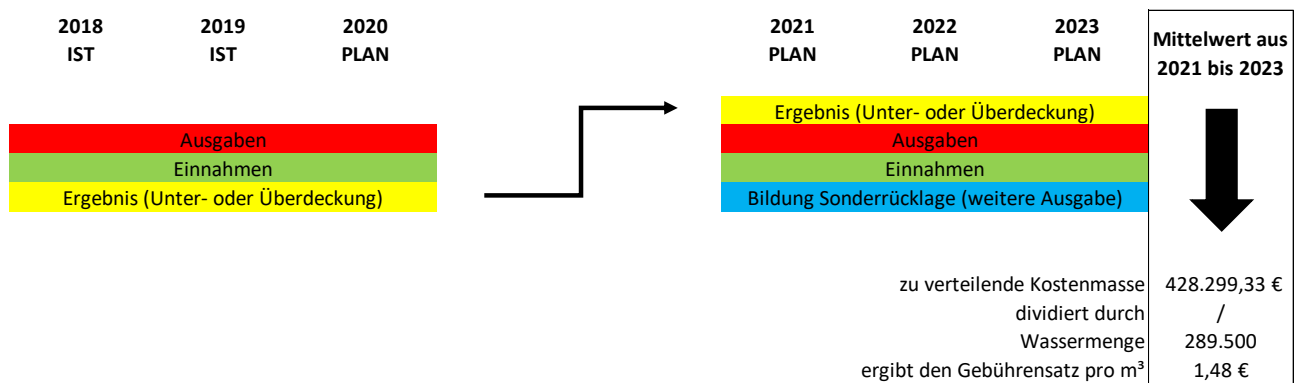 2018 2019 2020
IST IST PLAN
Ausgaben
Einnahmen
Ergebnis (Unter- oder Überdeckung)
2021 2022 2023
PLAN PLAN PLAN
Ergebnis (Unter- oder Überdeckung)
Ausgaben
Einnahmen
Bildung Sonderrücklage (weitere Ausgabe)
Mittelwert aus
2021 bis 2023
zu verteilende Kostenmasse 428.299,33 €
dividiert durch /
Wassermenge 289.500
ergibt den Gebührensatz pro m³ 1,48 €